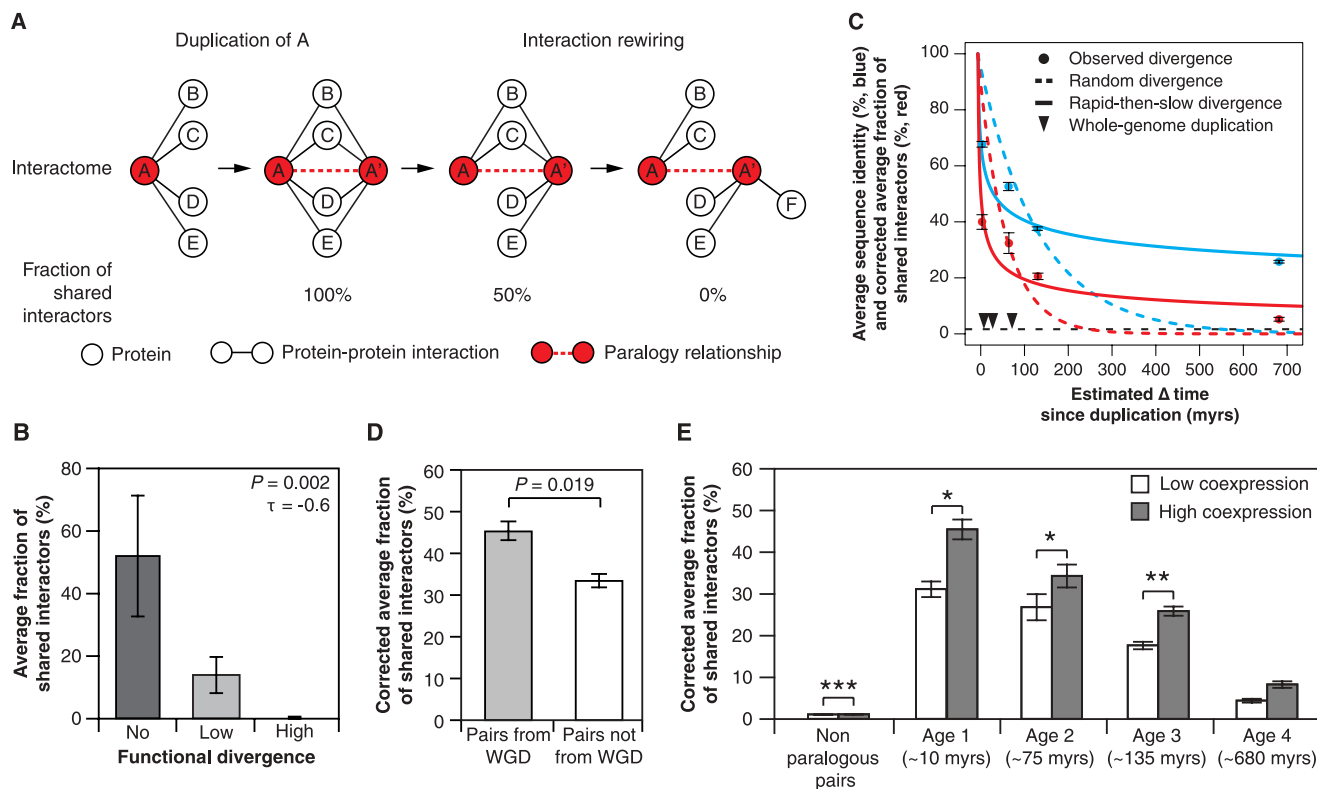 A
Duplication of A
Interaction rewiring
B B B B
C C C C
Interactome
A A A' A A' A A'
D D D D
F
E E E E
Fraction of
shared
interactors
100% 50% 0%
Protein
Protein-protein interaction
Paralogy relationship
C
Average sequence identity (%, blue)
and corrected average fraction of
shared interactors (%, red)
100
80
60
40
20
0
Observed divergence
Random divergence
Rapid-then-slow divergence
Whole-genome duplication
0 100 200 300 400 500 600 700
Estimated Δ time
since duplication (myrs)
B
Average fraction of
shared interactors (%)
80
60
40
20
0
P = 0.002
τ = -0.6
No Low High
Functional divergence
D
Corrected average fraction
of shared interactors (%)
60
50
40
30
20
10
0
P = 0.019
Pairs from
WGD
Pairs not
from WGD
E
Corrected average fraction
of shared interactors (%)
60
50
40
30
20
10
0
Low coexpression
High coexpression
***
*
*
**
Non
paralogous
pairs
Age 1
(~10 myrs)
Age 2
(~75 myrs)
Age 3
(~135 myrs)
Age 4
(~680 myrs)